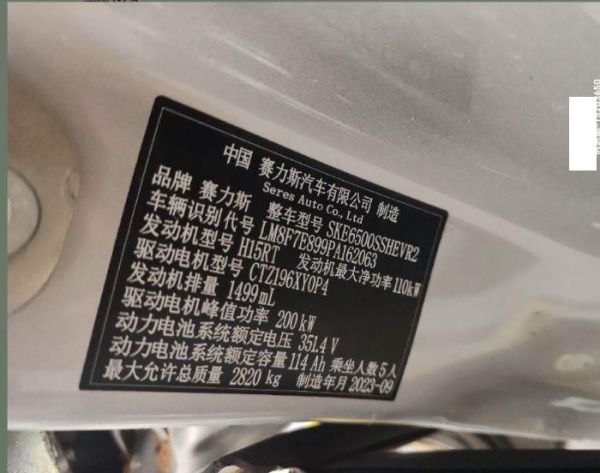 中国 赛力斯汽车有限公司 制造
Seres Auto Co., Ltd
品牌 赛力斯 整车型号 SKE6500SSHEVR2
车辆识别代号 LM8F7E899PA162063
发动机型号 H15RT 发动机最大净功率 110kW
驱动电机型号 CTZ196XY0P4
发动机排量 1499mL
驱动电机峰值功率 200kW
动力电池系统额定电压 351.4 V
动力电池系统额定容量 114 Ah 乘坐人数 5人
最大允许总质量 2820 kg 制造年月 2023-09